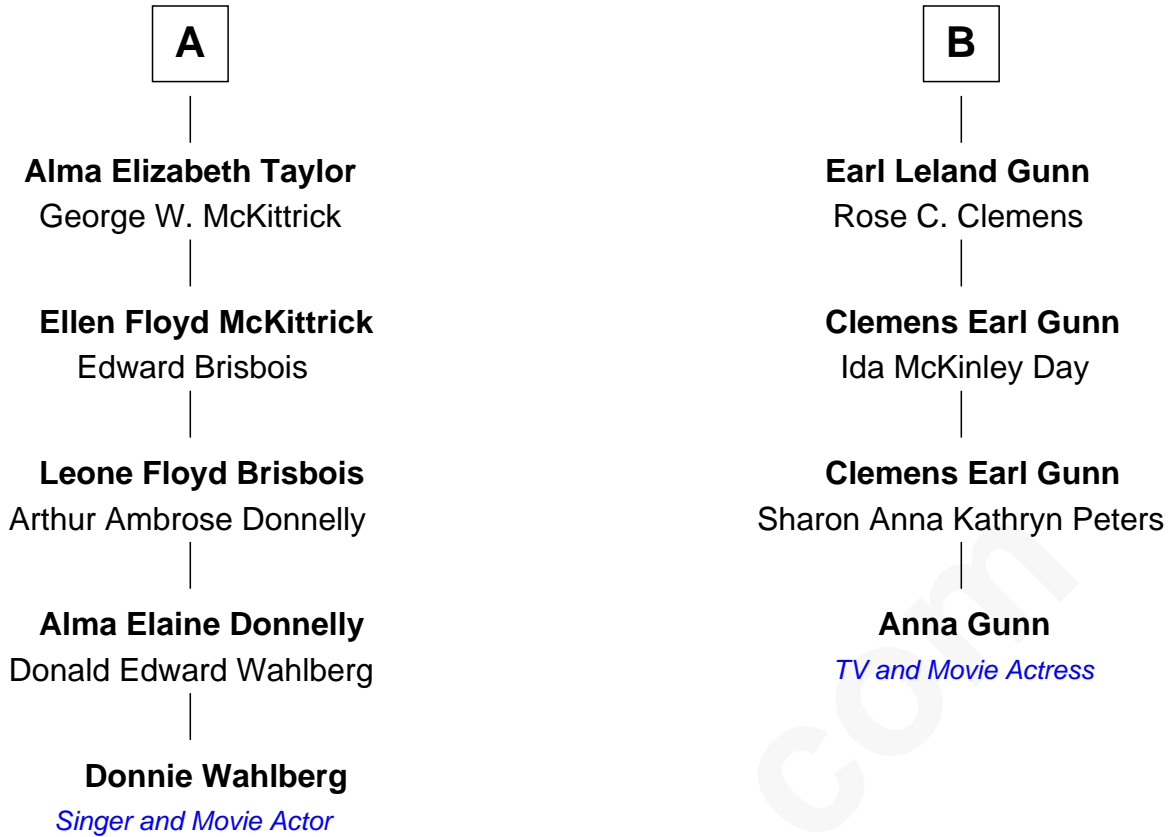 A
Alma Elizabeth Taylor
George W. McKittrick
Ellen Floyd McKittrick
Edward Brisbois
Leone Floyd Brisbois
Arthur Ambrose Donnelly
Alma Elaine Donnelly
Donald Edward Wahlberg
Donnie Wahlberg
Singer and Movie Actor
B
Earl Leland Gunn
Rose C. Clemens
Clemens Earl Gunn
Ida McKinley Day
Clemens Earl Gunn
Sharon Anna Kathryn Peters
Anna Gunn
TV and Movie Actress
com